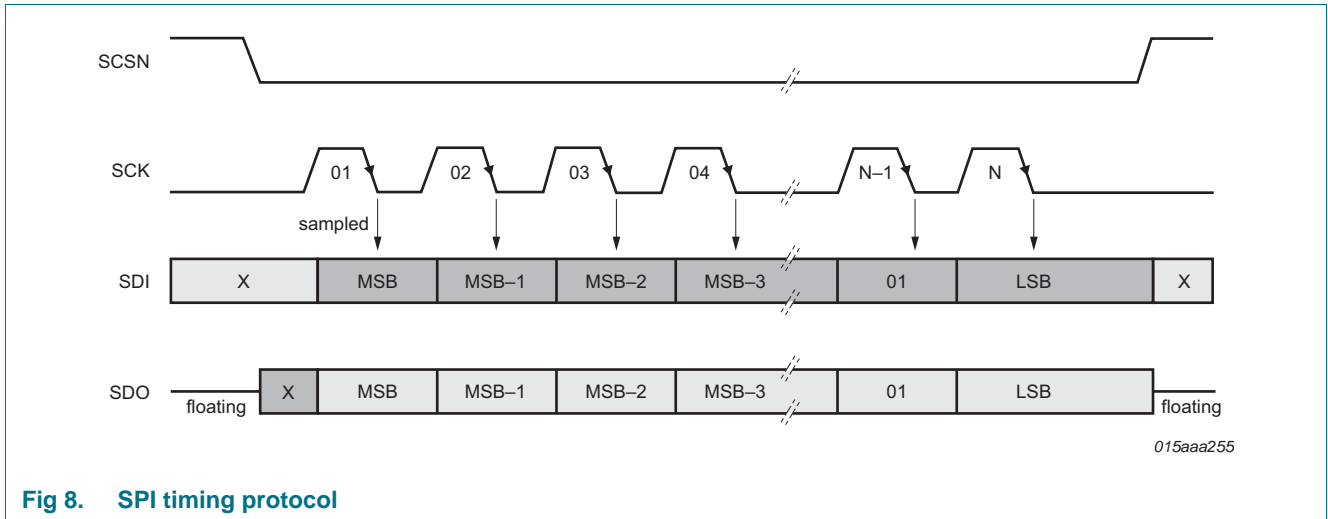 SCSN
SCK 01 02 03 04 N–1 N
sampled
SDI X MSB MSB–1 MSB–2 MSB–3 01 LSB X
SDO floating X MSB MSB–1 MSB–2 MSB–3 01 LSB floating
015aaa255
Fig 8. SPI timing protocol